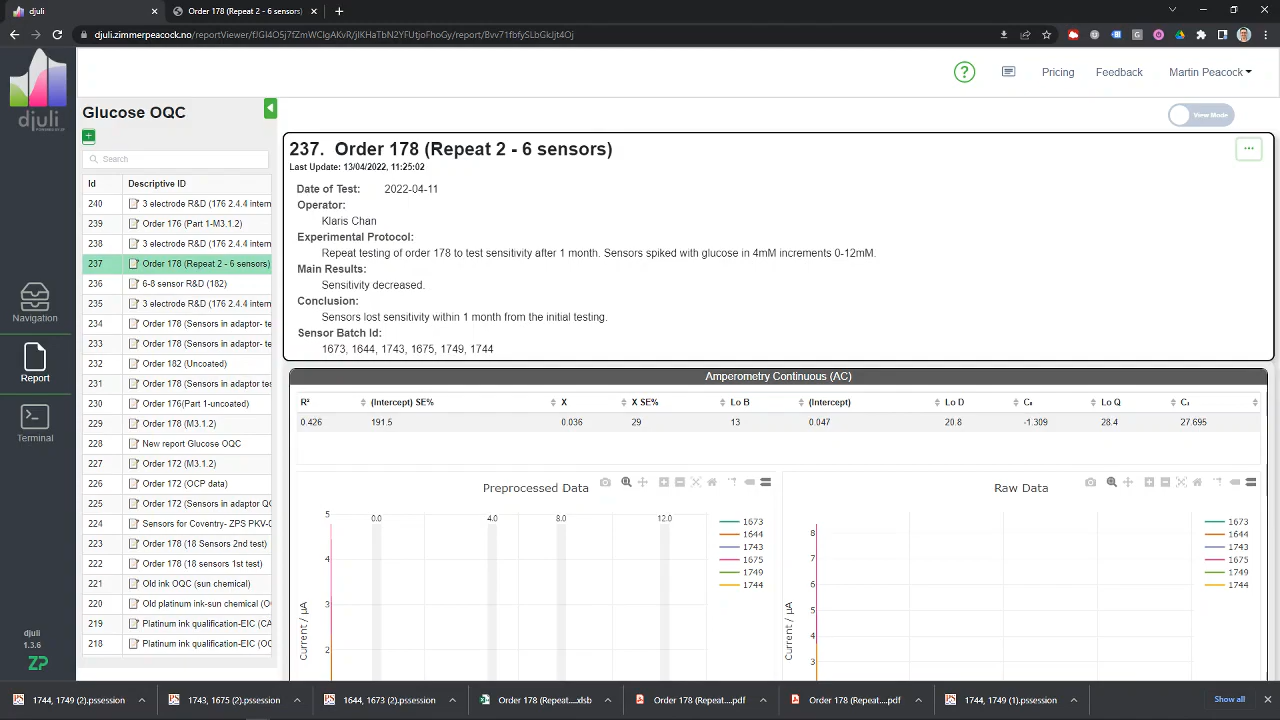 djuli
Order 178 (Repeat 2 - 6 sensors)
djuli.zimmerpeacock.no/reportViewer/
djuli
Pricing Feedback Martin Peacock
Glucose OQC
View Mode
Search
Id Descriptive ID
240 3 electrode R&D (176 2.4.4 intern
239 Order 176 (Part 1-M3.1.2)
238 3 electrode R&D (176 2.4.4 intern
237 Order 178 (Repeat 2 - 6 sensors)
236 6-8 sensor R&D (182)
235 3 electrode R&D (176 2.4.4 intern
234 Order 178 (Sensors in adaptor- te
233 Order 178 (Sensors in adaptor- te
232 Order 182 (Uncoated)
231 Order 178 (Sensors in adaptor tes
230 Order 176(Part 1-uncoated)
229 Order 178 (M3.1.2)
228 New report Glucose OQC
227 Order 172 (M3.1.2)
226 Order 172 (OCP data)
225 Order 172 (Sensors in adaptor QC
224 Sensors for Coventry- ZPS PKV-C
223 Order 178 (18 Sensors 2nd test)
222 Order 178 (18 sensors 1st test)
221 Old ink OQC (sun chemical)
220 Old platinum ink-sun chemical (O
219 Platinum ink qualification-EIC (CA
218 Platinum ink qualification-EIC (OC
Navigation
Report
Terminal
djuli
1.3.6
ZP
237. Order 178 (Repeat 2 - 6 sensors)
Last Update: 13/04/2022, 11:25:02
Date of Test: 2022-04-11
Operator:
Klaris Chan
Experimental Protocol:
Repeat testing of order 178 to test sensitivity after 1 month. Sensors spiked with glucose in 4mM increments 0-12mM.
Main Results:
Sensitivity decreased.
Conclusion:
Sensors lost sensitivity within 1 month from the initial testing.
Sensor Batch Id:
1673, 1644, 1743, 1675, 1749, 1744
Amperometry Continuous (AC)
R² (Intercept) SE% X X SE% Lo B (Intercept) Lo D Lo Q
0.426 191.5 0.036 29 13 0.047 20.8 -1.309 28.4 27.695
Preprocessed Data
5
4
3
2
0.0 4.0 8.0 12.0
Current / µA
1673
1644
1743
1675
1749
1744
Raw Data
8
7
6
5
4
3
Current / µA
1673
1644
1743
1675
1749
1744
1744, 1749 (2).pssession
1743, 1675 (2).pssession
1644, 1673 (2).pssession
Order 178 (Repeat....xlsb
Order 178 (Repeat....pdf
Order 178 (Repeat....pdf
1744, 1749 (1).pssession
Show all